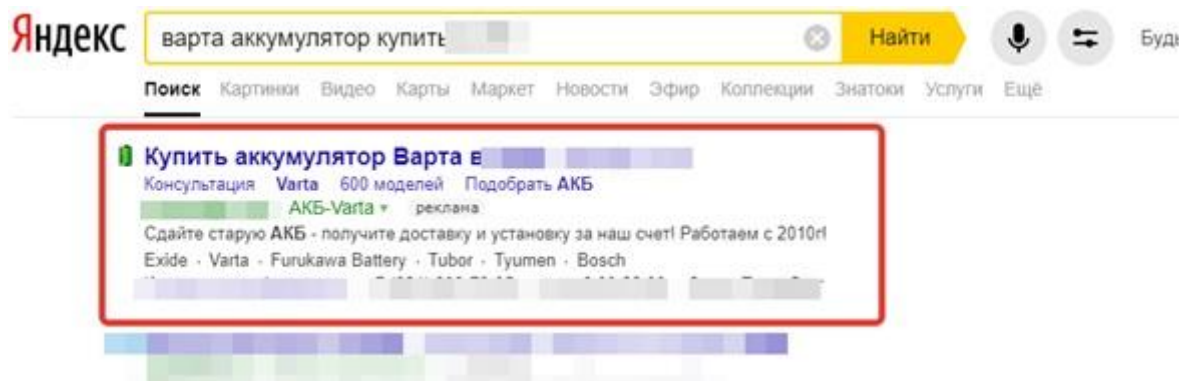 Яндекс варта аккумулятор купить Найти Будь
Поиск Картинки Видео Карты Маркет Новости Эфир Коллекции Знатоки Услуги Ещё
Купить аккумулятор Варта в
Консультация Varta 600 моделей Подобрать АКБ
АКБ-Varta реклама
Сдайте старую АКБ - получите доставку и установку за наш счет! Работаем с 2010г!
Exide · Varta · Furukawa Battery · Tubor · Tyumen · Bosch